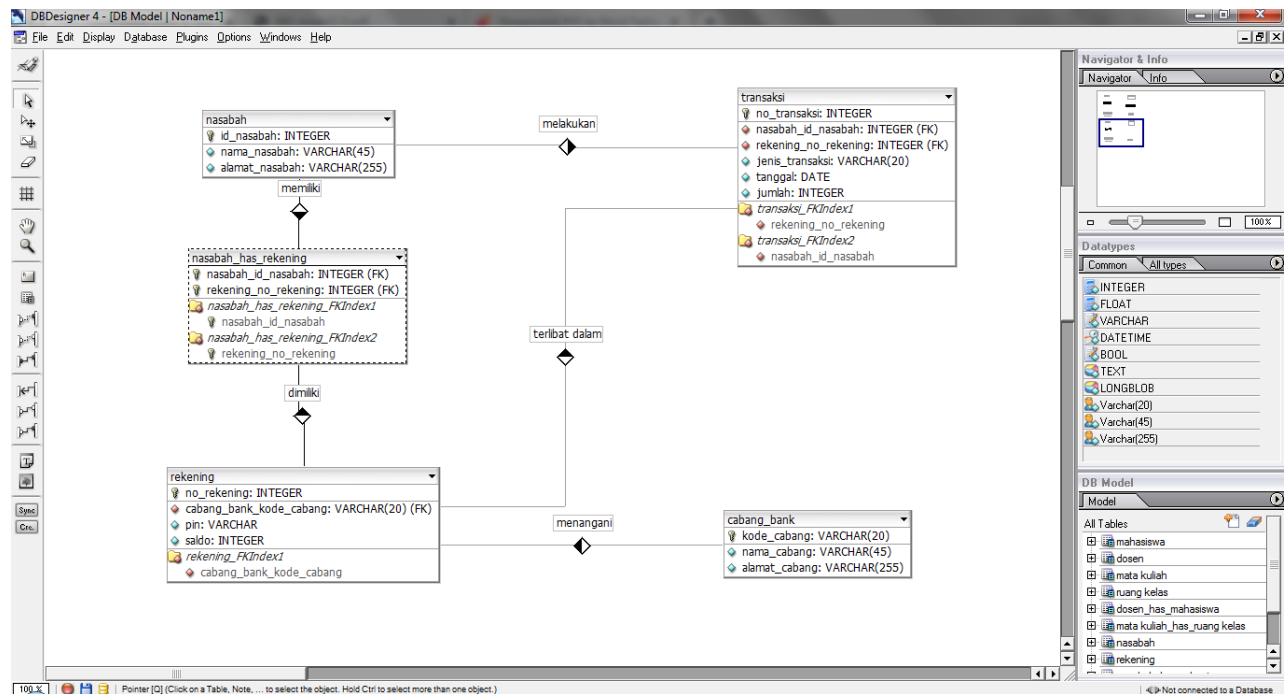 DBDesigner 4 - [DB Model | Noname1]
File Edit Display Database Plugins Options Windows Help
nasabah
id_nasabah: INTEGER
nama_nasabah: VARCHAR(45)
alamat_nasabah: VARCHAR(255)
melakukan
transaksi
no_transaksi: INTEGER
nasabah_id_nasabah: INTEGER (FK)
rekening_no_rekening: INTEGER (FK)
jenis_transaksi: VARCHAR(20)
tanggal: DATE
jumlah: INTEGER
transaksi_FKIndex1
rekening_no_rekening
transaksi_FKIndex2
nasabah_id_nasabah
memiliki
nasabah_has_rekening
nasabah_id_nasabah: INTEGER (FK)
rekening_no_rekening: INTEGER (FK)
nasabah_has_rekening_FKIndex1
nasabah_id_nasabah
nasabah_has_rekening_FKIndex2
rekening_no_rekening
terlibat dalam
dimiliki
rekening
no_rekening: INTEGER
cabang_bank_kode_cabang: VARCHAR(20) (FK)
pin: VARCHAR
saldo: INTEGER
rekening_FKIndex1
cabang_bank_kode_cabang
menangani
cabang_bank
kode_cabang: VARCHAR(20)
nama_cabang: VARCHAR(45)
alamat_cabang: VARCHAR(255)
Navigator & Info
Navigator Info
100%
Datatypes
Common All types
INTEGER
FLOAT
VARCHAR
DATETIME
BOOL
TEXT
LONGBLOB
Varchar(20)
Varchar(45)
Varchar(255)
DB Model
Model
All Tables
mahasiswa
dosen
mata kuliah
ruang kelas
dosen_has_mahasiswa
mata kuliah_has_ruang kelas
nasabah
rekening
Sync
Cre.
100 % Pointer [Q] (Click on a Table, Note, ... to select the object. Hold Ctrl to select more than one object.) Not connected to a Database